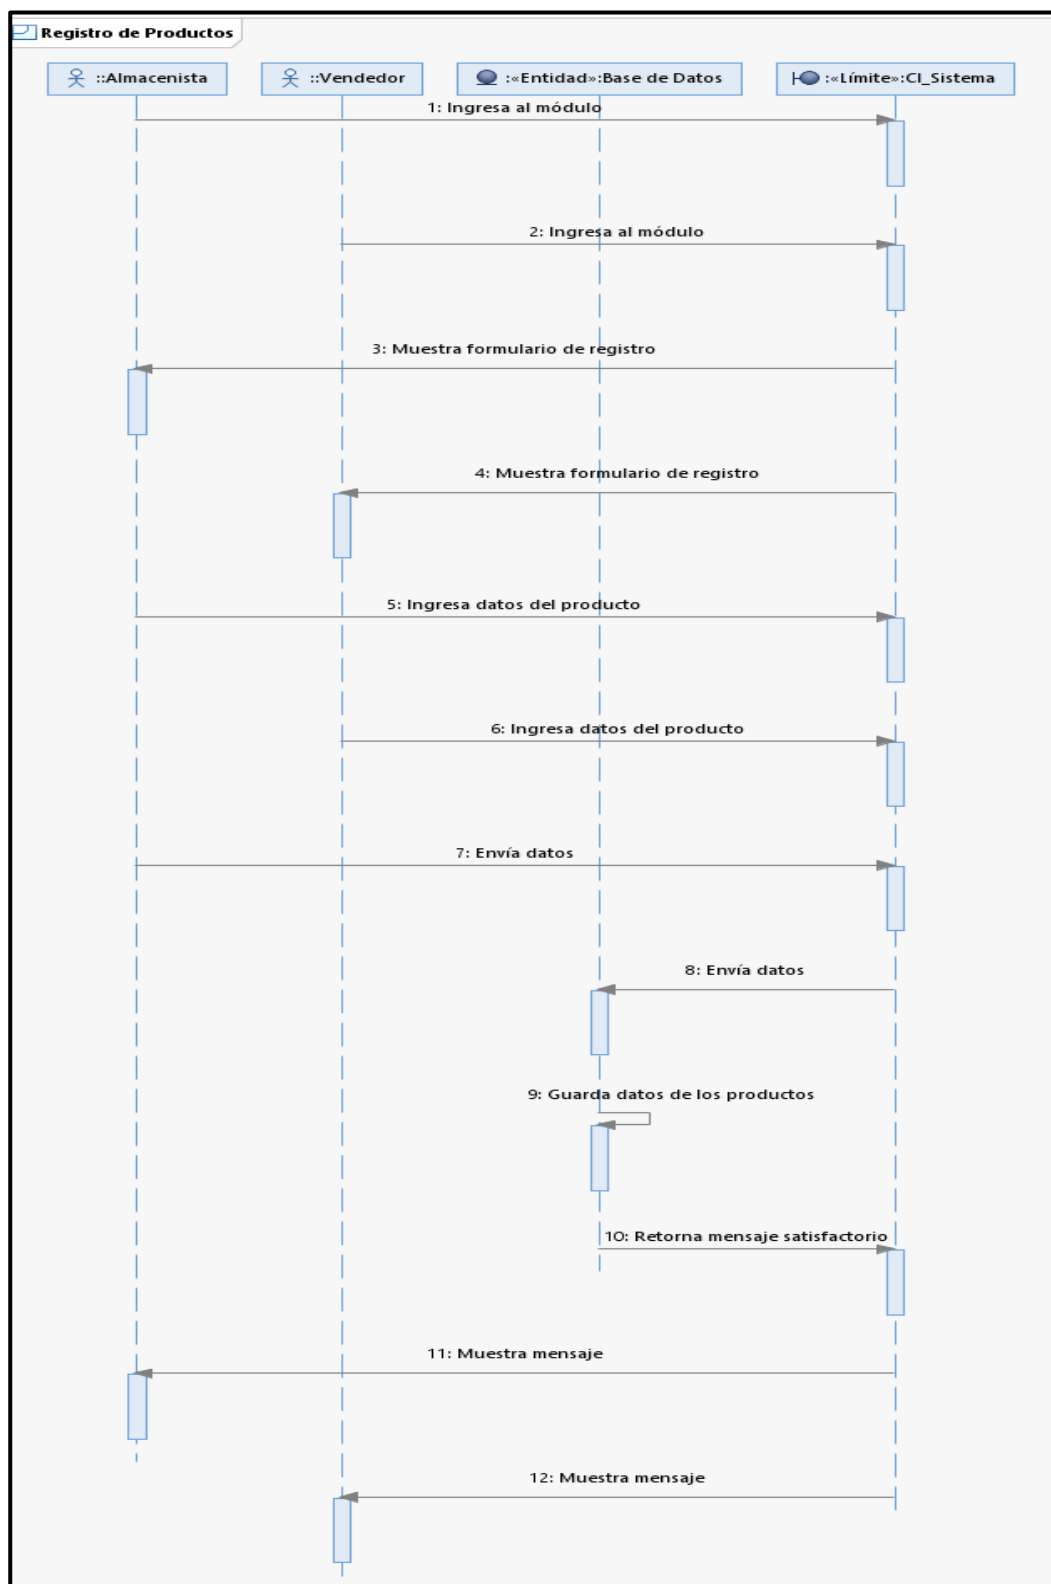 Registro de Productos
::Almacenista
::Vendedor
:«Entidad»:Base de Datos
:«Límite»:CI_Sistema
1: Ingresa al módulo
2: Ingresa al módulo
3: Muestra formulario de registro
4: Muestra formulario de registro
5: Ingresa datos del producto
6: Ingresa datos del producto
7: Envía datos
8: Envía datos
9: Guarda datos de los productos
10: Retorna mensaje satisfactorio
11: Muestra mensaje
12: Muestra mensaje